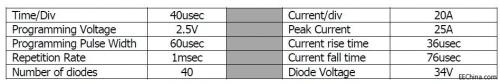 Time/Div 40usec Current/div 20A
Programming Voltage 2.5V Peak Current 25A
Programming Pulse Width 60usec Current rise time 36usec
Repetition Rate 1msec Current fall time 76usec
Number of diodes 40 Diode Voltage 34V
EEChina.com